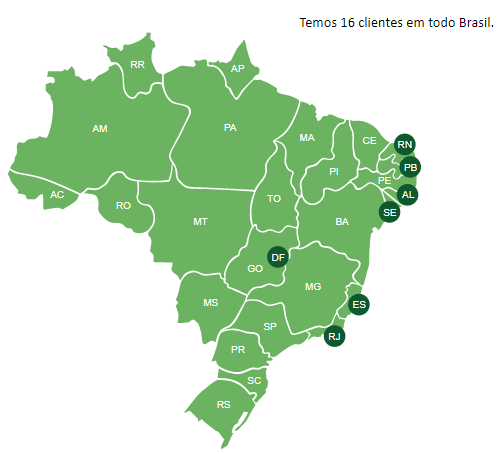 Temos 16 clientes em todo Brasil.
RR
AP
AM
PA
MA
CE
RN
PI
PB
PE
AC
RO
TO
AL
MT
BA
SE
DF
GO
MG
MS
ES
SP
RJ
PR
SC
RS